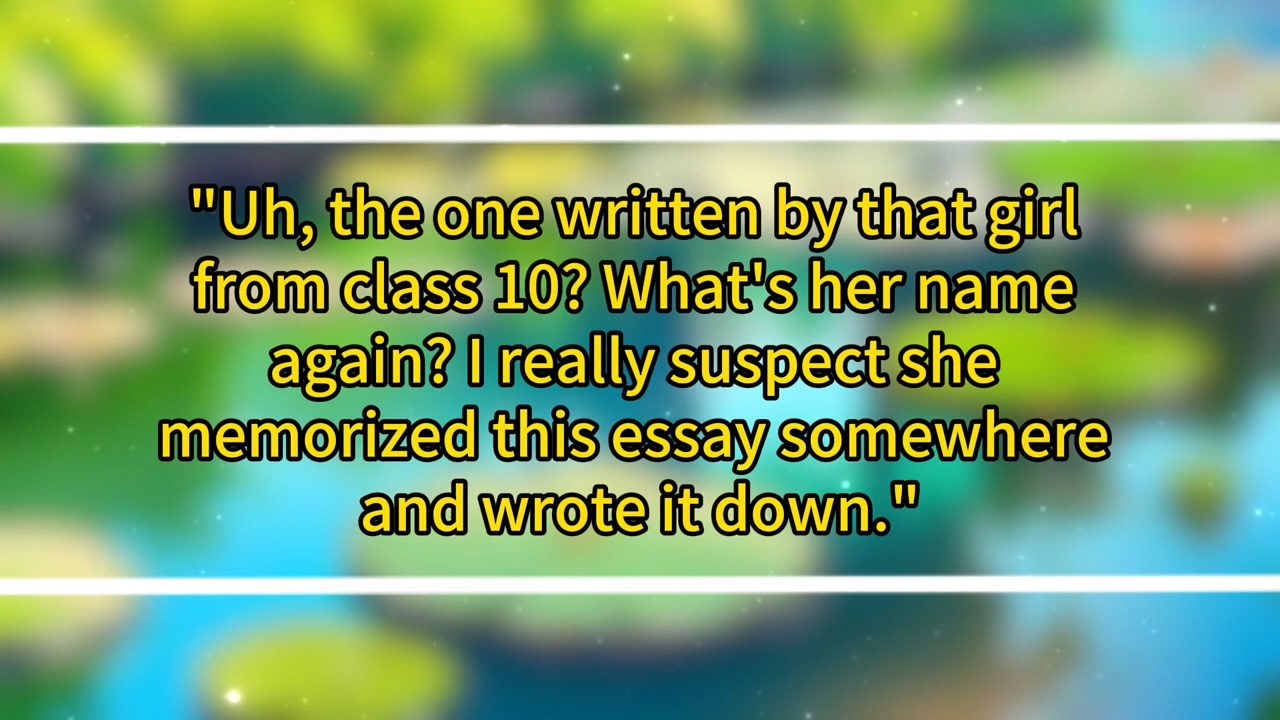 "Uh, the one written by that girl
from class 10? What's her name
again? I really suspect she
memorized this essay somewhere
and wrote it down."